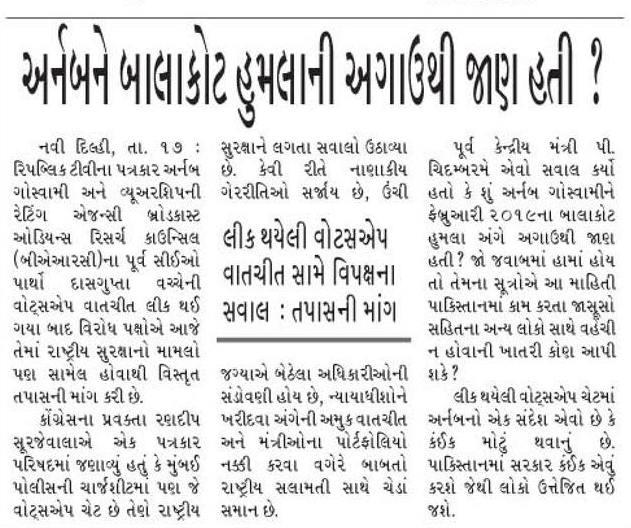 અર્નબને બાલાકોટ હુમલાની અગાઉથી જાણ હતી ?
નવી દિલ્હી, તા. ૧૭ :
રિપબ્લિક ટીવીના પત્રકાર અર્નબ
ગોસ્વામી અને વ્યૂઅરશિપની
રેટિંગ એજન્સી બ્રોડકાસ્ટ
ઓડિયન્સ રિસર્ચ કાઉન્સિલ
(બીએઆરસી)ના પૂર્વ સીઈઓ
પાર્થો દાસગુપ્તા વચ્ચેની
વોટ્સએપ વાતચીત લીક થઈ
ગયા બાદ વિરોધ પક્ષોએ આજે
તેમાં રાષ્ટ્રીય સુરક્ષાનો મામલો
પણ સામેલ હોવાથી વિસ્તૃત
તપાસની માંગ કરી છે.
કોંગ્રેસના પ્રવક્તા રણદીપ
સૂરજેવાલાએ એક પત્રકાર
પરિષદમાં જણાવ્યું હતું કે મુંબઈ
પોલીસની ચાર્જશીટમાં પણ જે
વોટ્સએપ ચેટ છે તેણે રાષ્ટ્રીય
સુરક્ષાને લગતા સવાલો ઉઠાવ્યા
છે. કેવી રીતે નાણાકીય
ગેરરીતિઓ સર્જાય છે, ઉંચી
લીક થયેલી વોટસએપ
વાતચીત સામે વિપક્ષના
સવાલ : તપાસની માંગ
જગ્યાએ બેઠેલા અધિકારીઓની
સંડોવણી હોય છે, ન્યાયાધીશોને
ખરીદવા અંગેની અમુક વાતચીત
અને મંત્રીઓના પોર્ટફોલિયો
નક્કી કરવા વગેરે બાબતો
રાષ્ટ્રીય સલામતી સાથે ચેડાં
સમાન છે.
પૂર્વ કેન્દ્રીય મંત્રી પી.
ચિદમ્બરમે એવો સવાલ કર્યો
હતો કે શું અર્નબ ગોસ્વામીને
ફેબ્રુઆરી ૨૦૧૯ના બાલાકોટ
હુમલા અંગે અગાઉથી જાણ
હતી? જો જવાબમાં હામાં હોય
તો તેમના સૂત્રોએ આ માહિતી
પાકિસ્તાનમાં કામ કરતા જાસૂસો
સહિતના અન્ય લોકો સાથે વહેંચી
ન હોવાની ખાતરી કોણ આપી
શકે?
લીક થયેલી વોટ્સએપ ચેટમાં
અર્નબનો એક સંદેશ એવો છે કે
કંઈક મોટું થવાનું છે.
પાકિસ્તાનમાં સરકાર કંઈક એવું
કરશે જેથી લોકો ઉત્તેજિત થઈ
જશે.